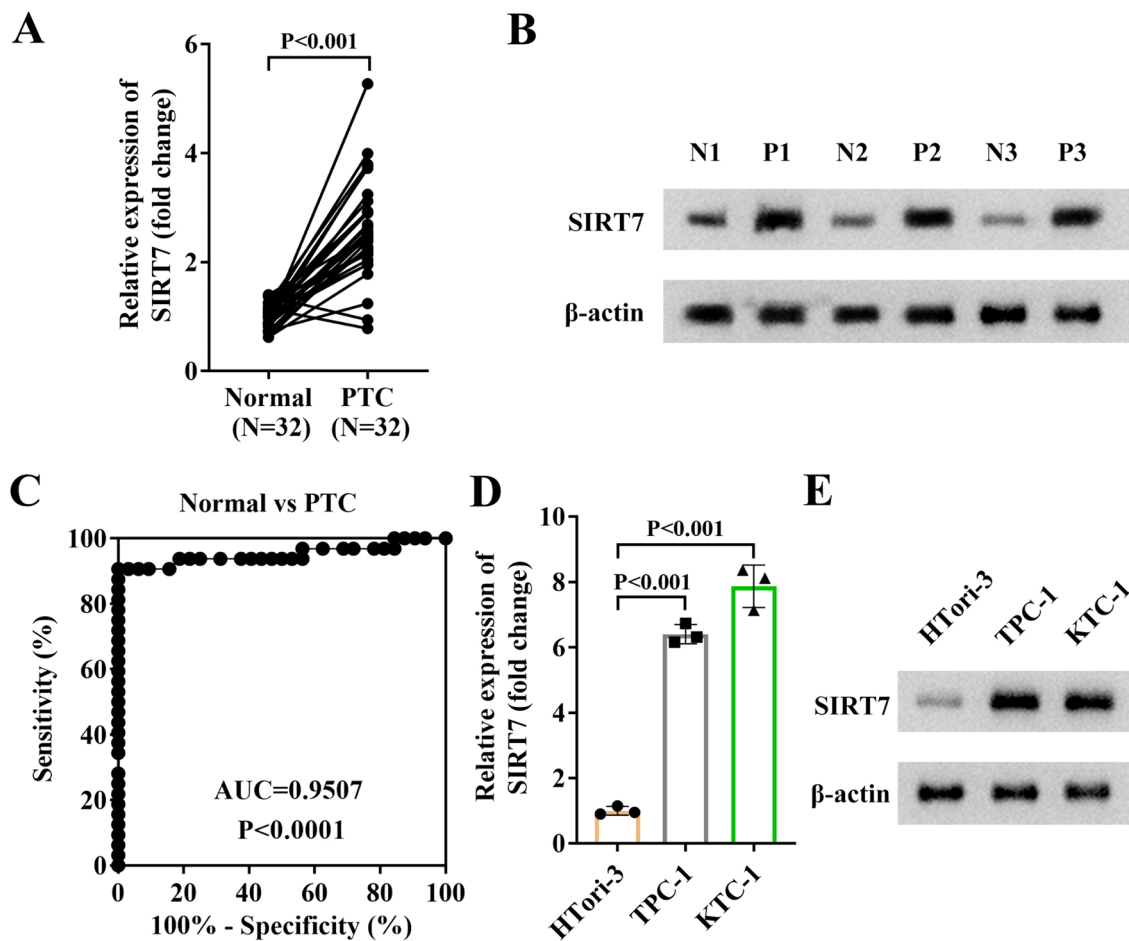 A
P<0.001
Relative expression of
SIRT7 (fold change)
6
4
2
0
Normal
(N=32)
PTC
(N=32)
B
N1 P1 N2 P2 N3 P3
SIRT7
β-actin
C
Normal vs PTC
Sensitivity (%)
100
80
60
40
20
0
AUC=0.9507
P<0.0001
0 20 40 60 80 100
100% - Specificity (%)
D
Relative expression of
SIRT7 (fold change)
10
8
6
4
2
0
P<0.001
P<0.001
HTori-3
TPC-1
KTC-1
E
HTori-3
TPC-1
KTC-1
SIRT7
β-actin